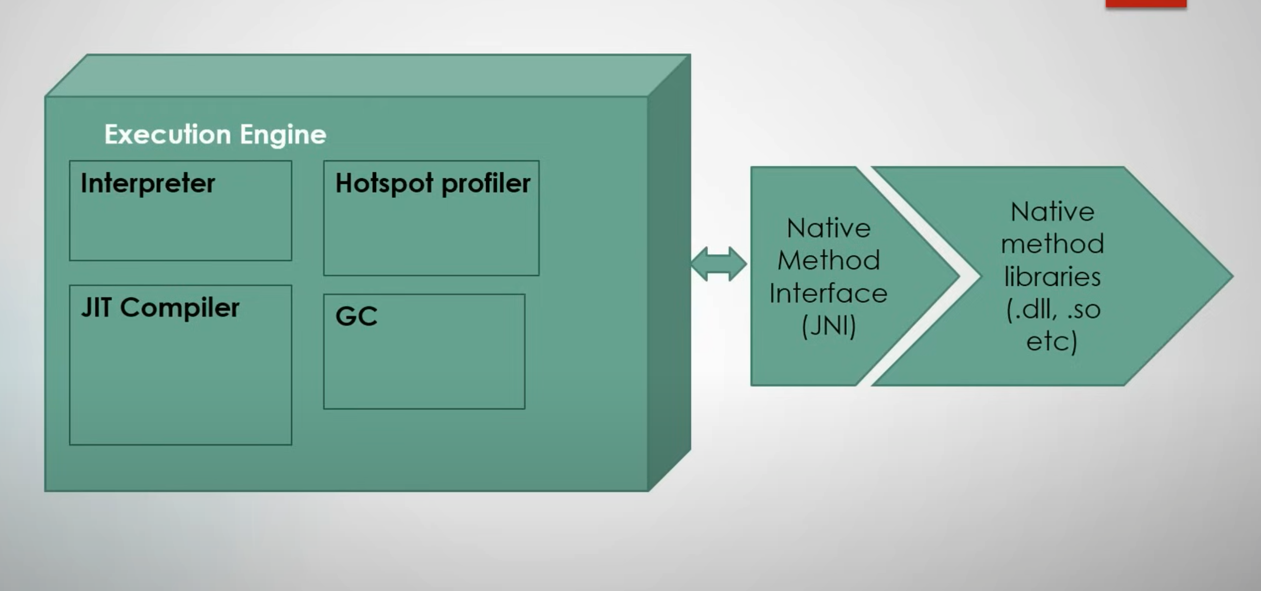 Execution Engine
Interpreter
Hotspot profiler
JIT Compiler
GC
Native
Method
Interface
(JNI)
Native
method
libraries
(.dll, .so
etc)